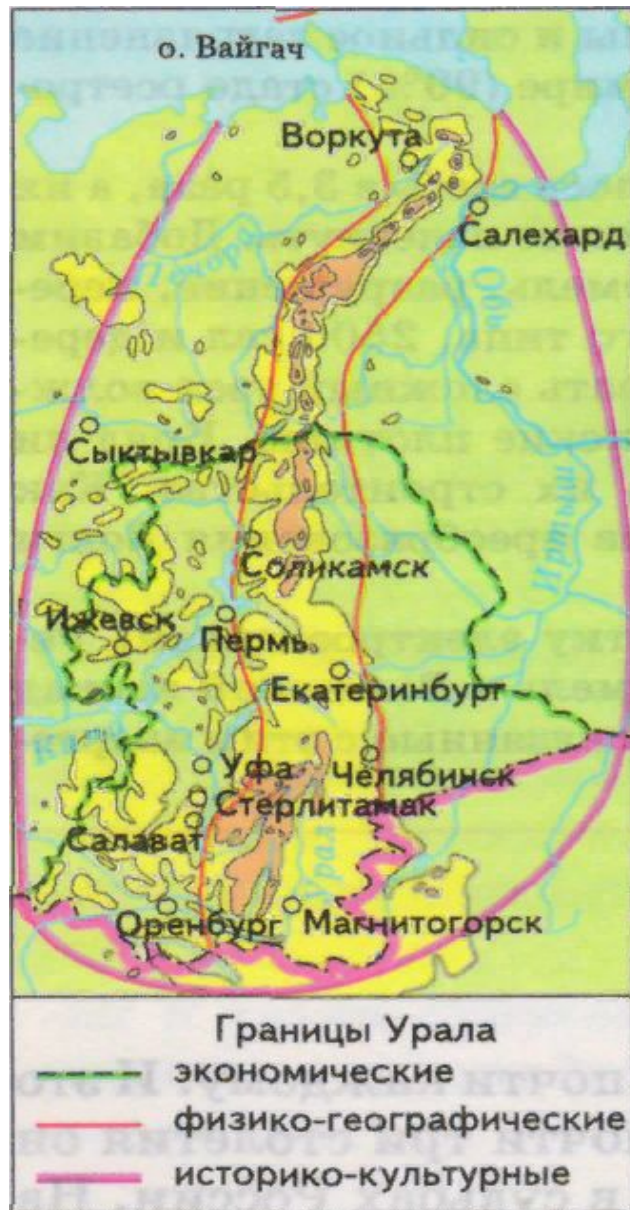 о. Вайгач
Воркута
Салехард
Печора
Обь
Сыктывкар
Иртыш
Соликамск
Ижевск
Пермь
Екатеринбург
Кама
Уфа
Челябинск
Стерлитамак
Салават
Урал
Оренбург
Магнитогорск
Границы Урала
экономические
физико-географические
историко-культурные